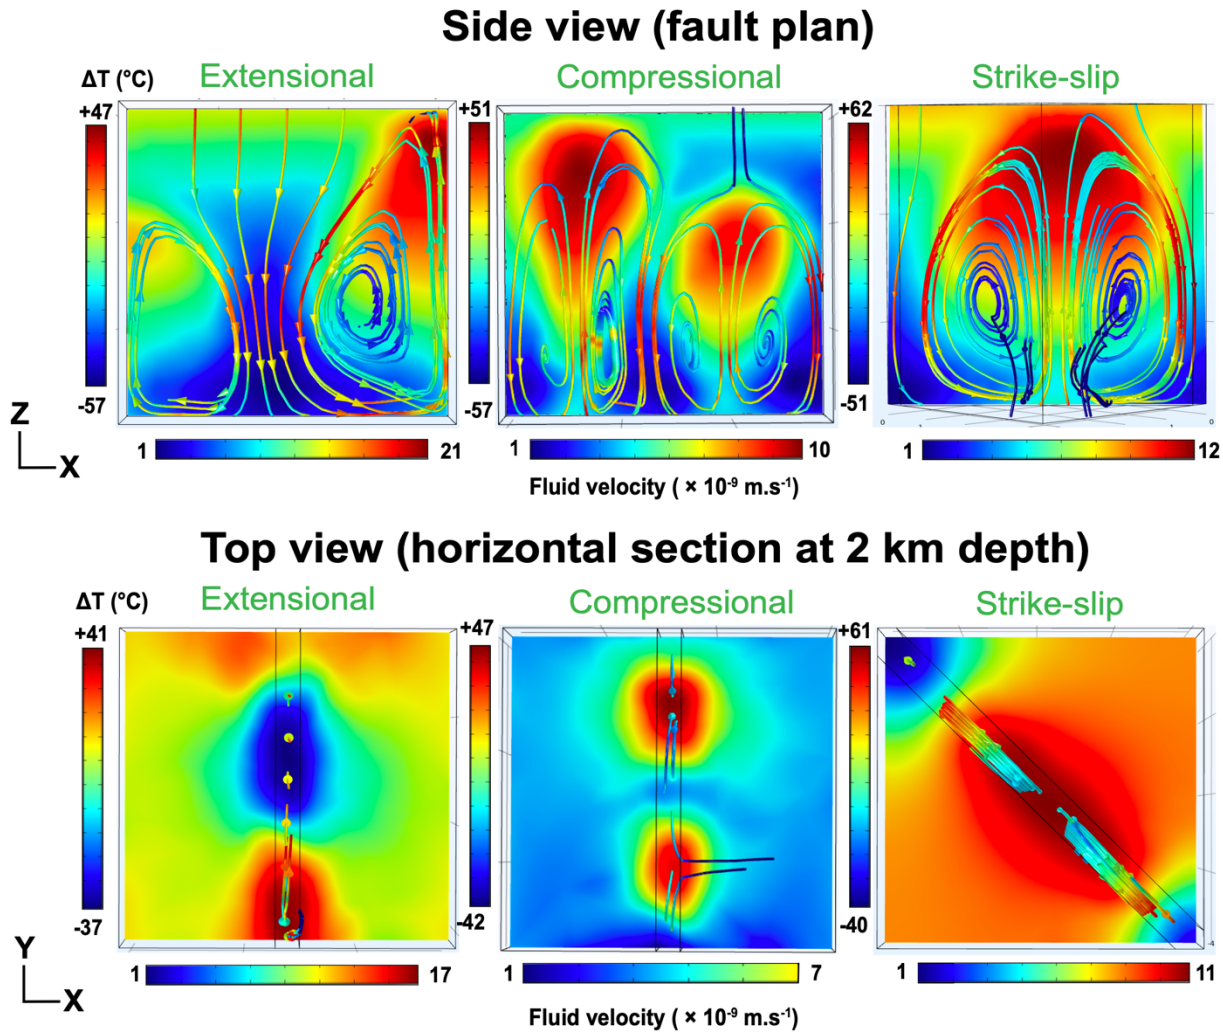 Side view (fault plan)
ΔT (°C) Extensional Compressional Strike-slip
+47 +51 +62
-57 -57 -51
Z
X
1 21 1 10 1 12
Fluid velocity ( × 10⁻⁹ m.s⁻¹)
Top view (horizontal section at 2 km depth)
ΔT (°C) Extensional Compressional Strike-slip
+41 +47 +61
-37 -42 -40
Y
X
1 17 1 7 1 11
Fluid velocity ( × 10⁻⁹ m.s⁻¹)